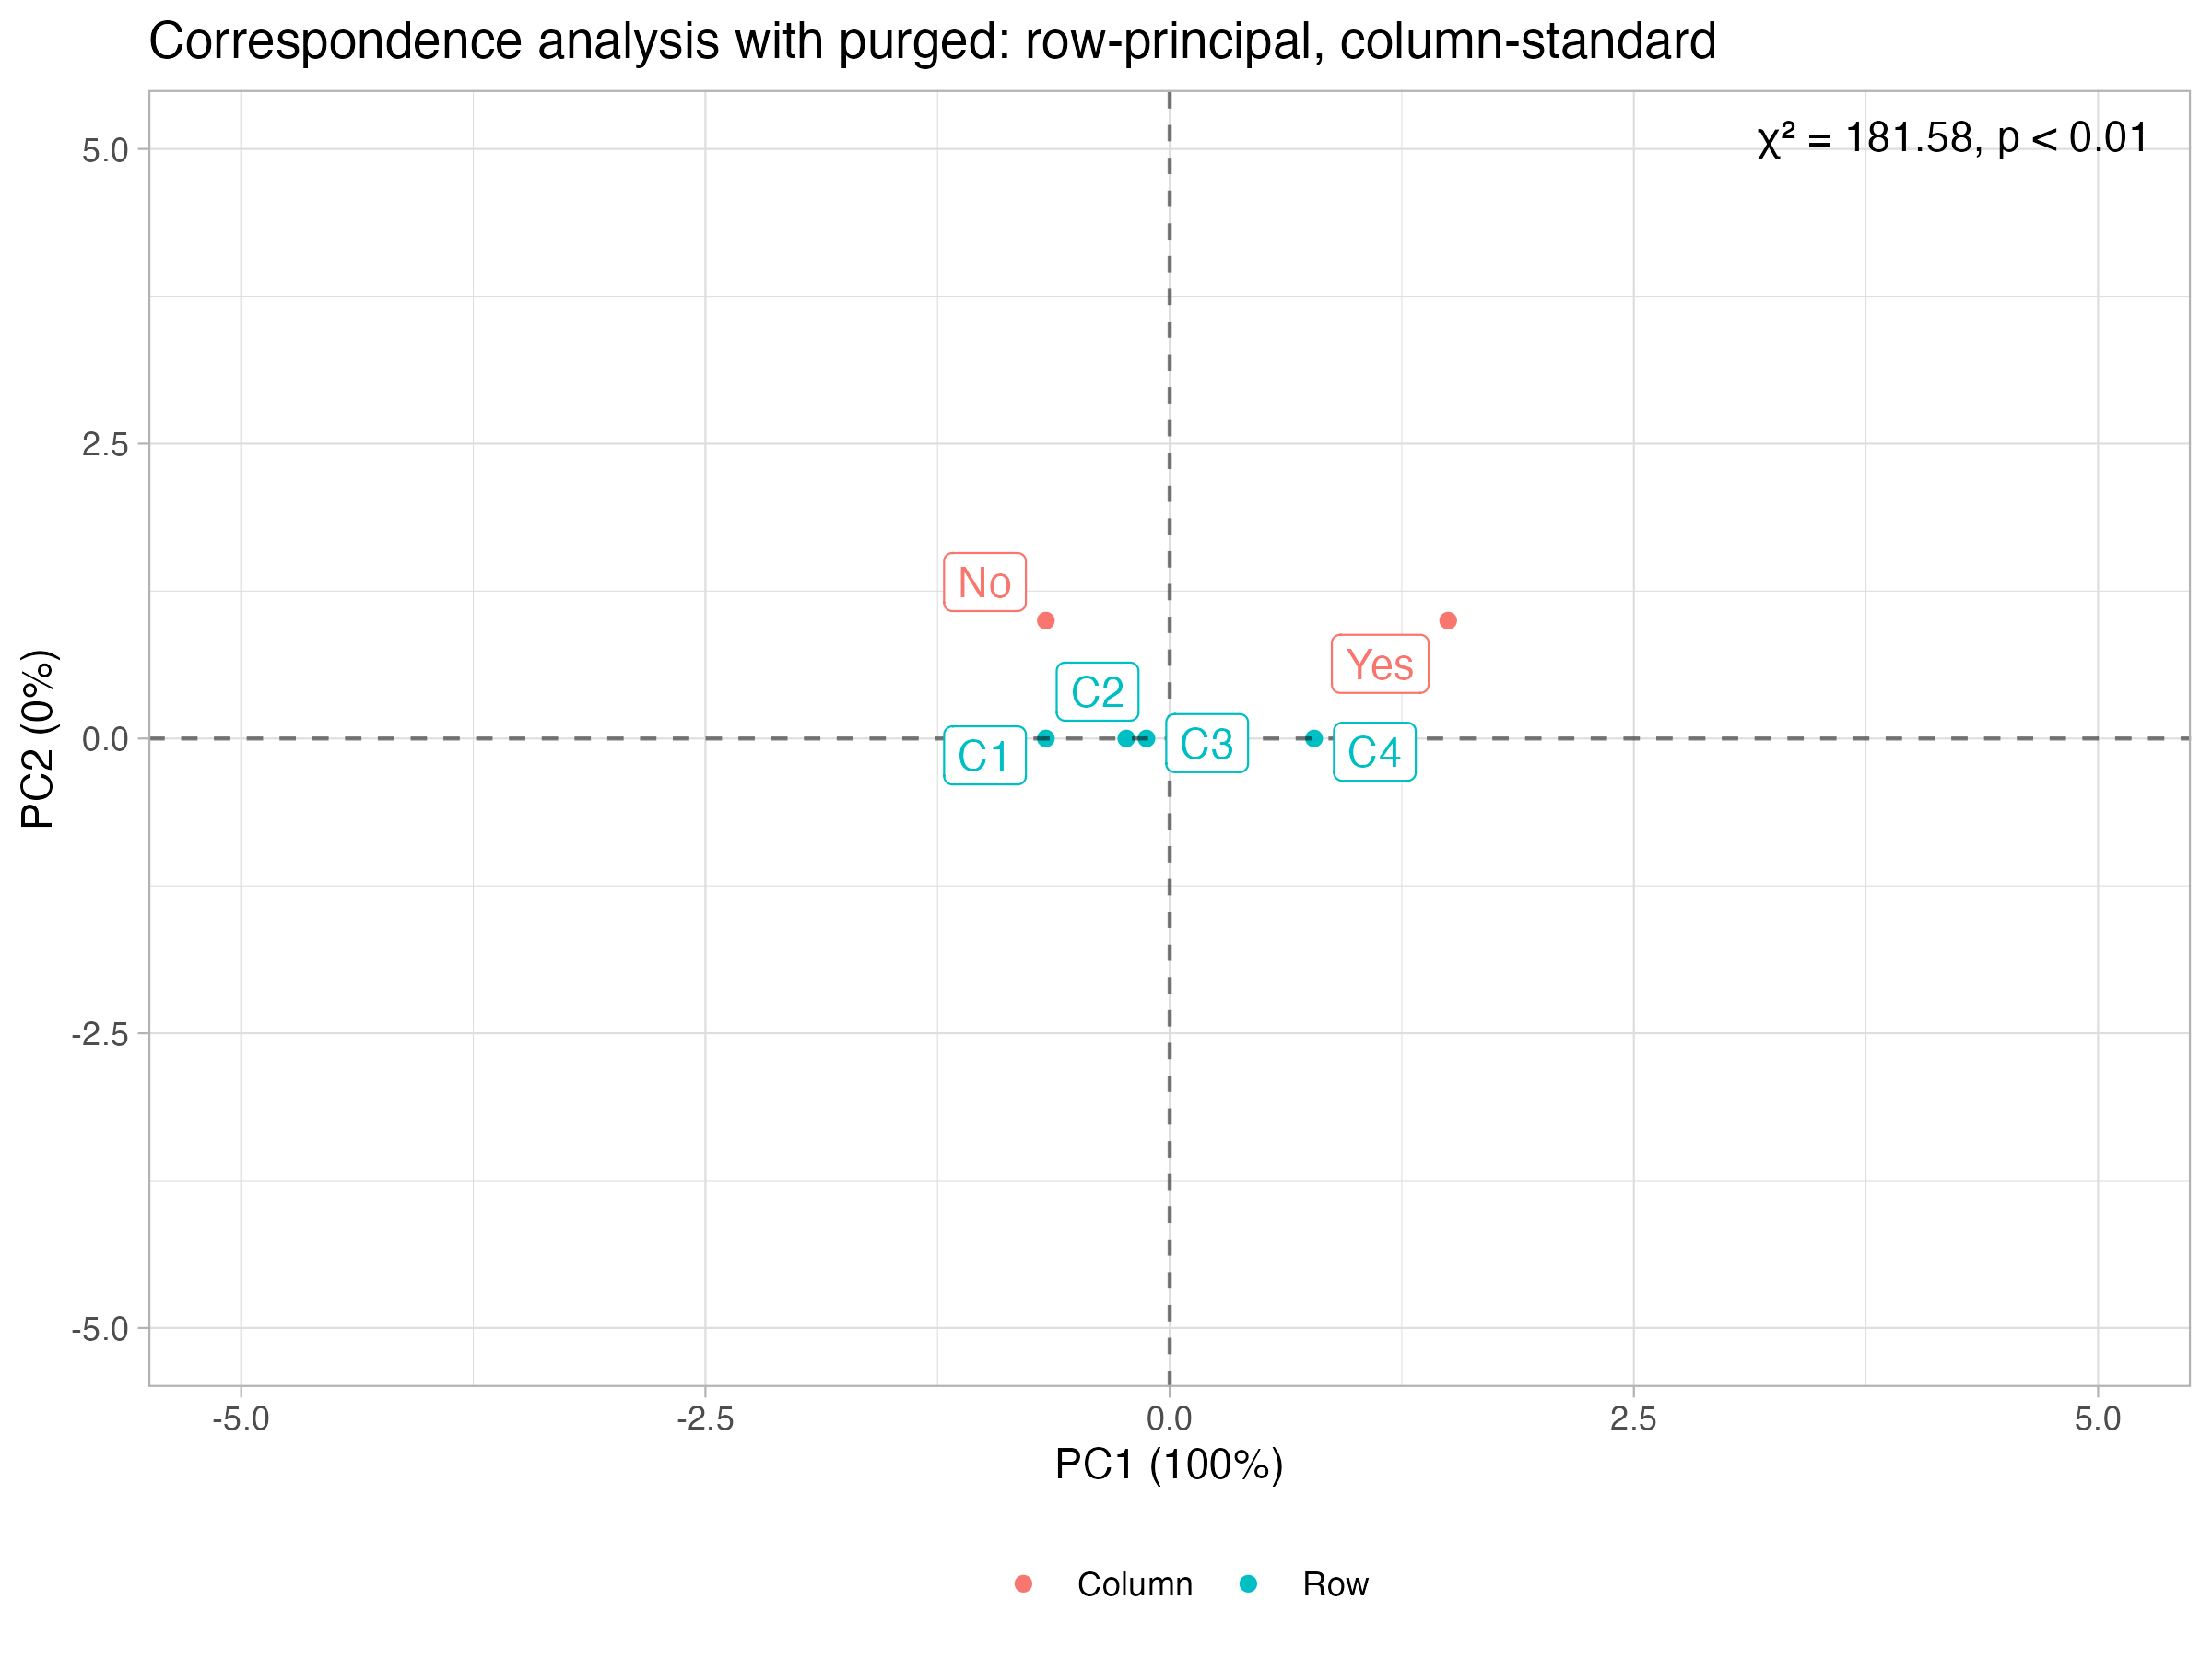 Correspondence analysis with purged: row-principal, column-standard
χ² = 181.58, p < 0.01
5.0
2.5
No
Yes
C2
0.0
C1
C3
C4
-2.5
-5.0
PC2 (0%)
-5.0 -2.5 0.0 2.5 5.0
PC1 (100%)
Column Row